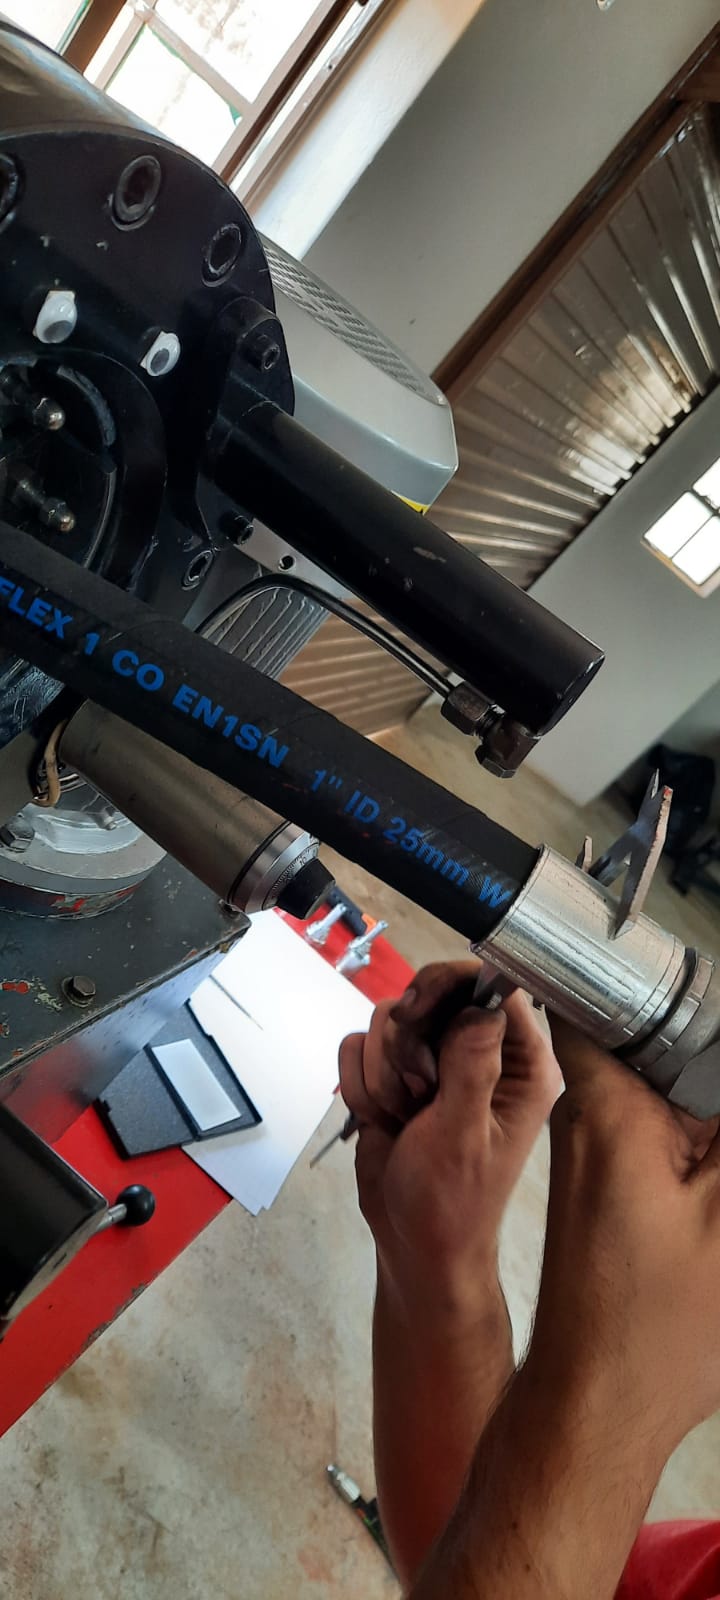 FLEX 1 CO EN1SN 1" ID 25mm W